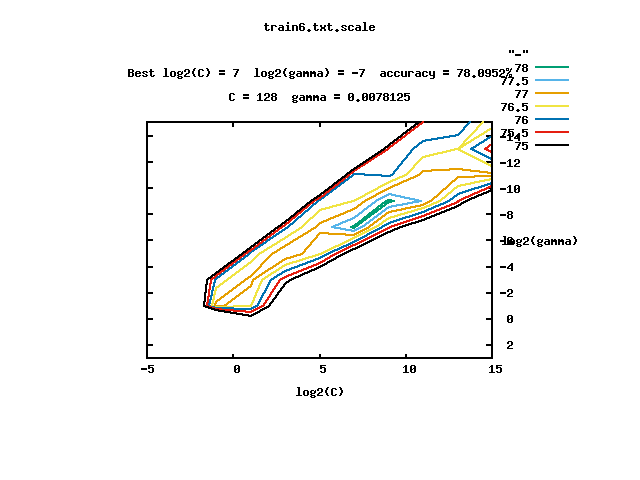 train6.txt.scale
"-"
Best log2(C) = 7  log2(gamma) = -7  accuracy = 78.0952%
C = 128  gamma = 0.0078125
78
77.5
77
76.5
76
75.5
75
-14
-12
-10
-8
-6
log2(gamma)
-4
-2
0
2
-5 0 5 10 15
log2(C)